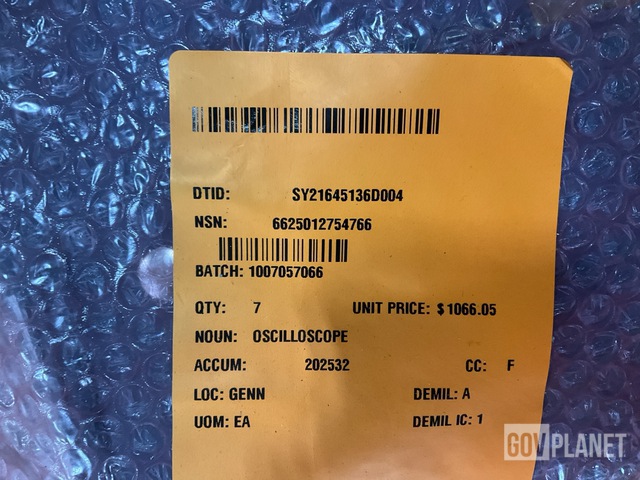 DTID: SY21645136D004
NSN: 6625012754766
BATCH: 1007057066
QTY: 7 UNIT PRICE: $1066.05
NOUN: OSCILLOSCOPE
ACCUM: 202532 CC: F
LOC: GENN DEMIL: A
UOM: EA DEMIL IC: 1
GOVPLANET